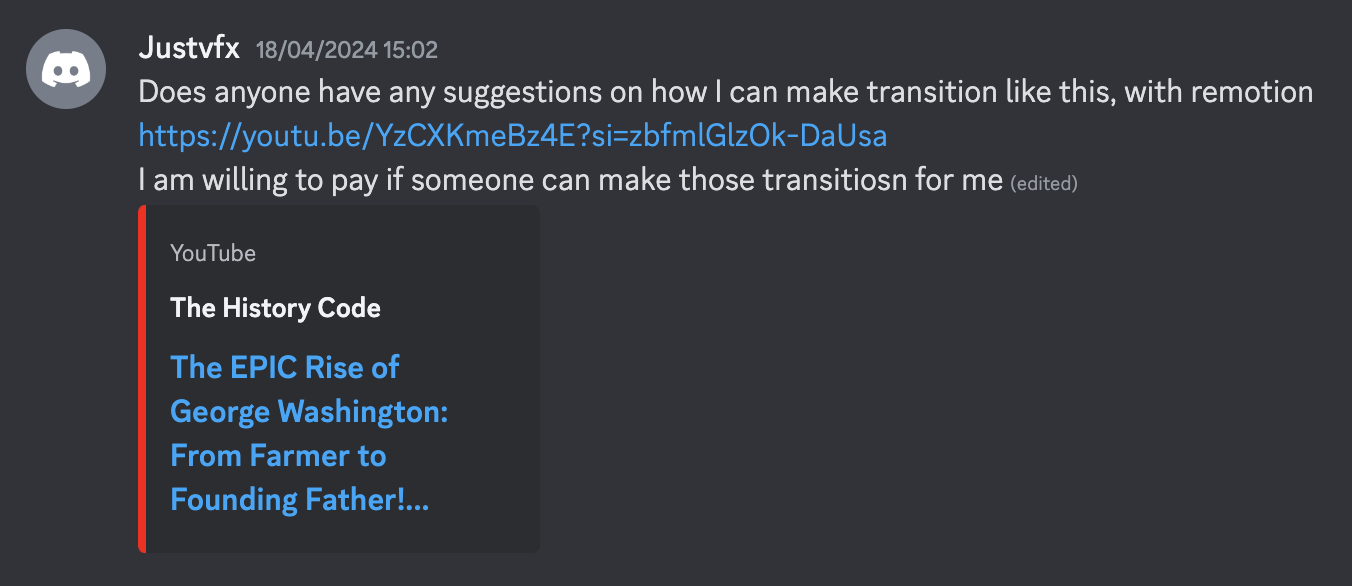 Justvfx 18/04/2024 15:02
Does anyone have any suggestions on how I can make transition like this, with remotion
https://youtu.be/YzCXKmeBz4E?si=zbfmlGlzOk-DaUsa
I am willing to pay if someone can make those transitiosn for me (edited)
YouTube
The History Code
The EPIC Rise of
George Washington:
From Farmer to
Founding Father!...